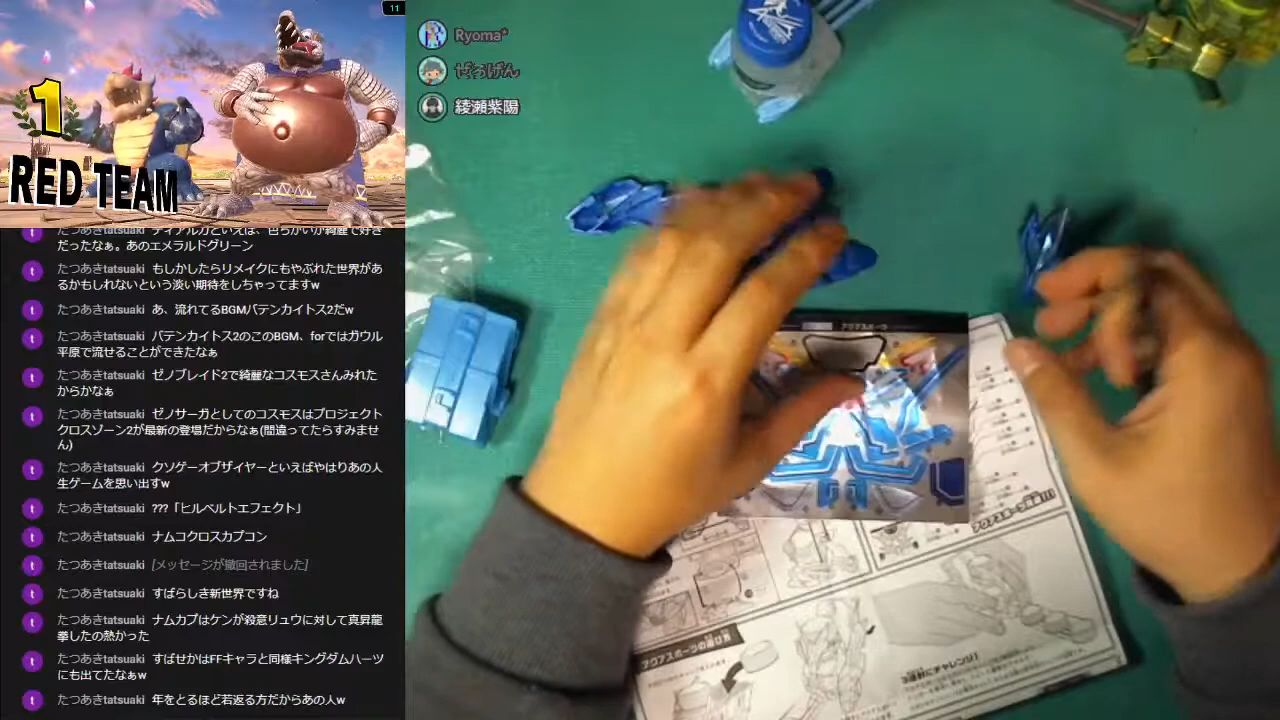 11
1
RED TEAM
Ryoma*
ぜろげん
綾瀬紫陽
t たつあきtatsuaki ディアルガといえば、色ちがいが綺麗で好き
だったなぁ。あのエメラルドグリーン
t たつあきtatsuaki もしかしたらリメイクにもやぶれた世界があ
るかもしれないという淡い期待をしちゃってますw
t たつあきtatsuaki あ、流れてるBGMバテンカイトス2だw
t たつあきtatsuaki バテンカイトス2のこのBGM、forではガウル
平原で流せることができたなぁ
t たつあきtatsuaki ゼノブレイド2で綺麗なコスモスさんみれた
からかなぁ
t たつあきtatsuaki ゼノサーガとしてのコスモスはプロジェクト
クロスゾーン2が最新の登場だからなぁ(間違ってたらすみませ
ん)
t たつあきtatsuaki クソゲーオブザイヤーといえばやはりあの人
生ゲームを思い出すw
t たつあきtatsuaki ???「ヒルベルトエフェクト」
t たつあきtatsuaki ナムコクロスカプコン
t たつあきtatsuaki [メッセージが撤回されました]
t たつあきtatsuaki すばらしき新世界ですね
t たつあきtatsuaki ナムカプはケンが殺意リュウに対して真昇龍
拳したの熱かった
t たつあきtatsuaki すばせかはFFキャラと同様キングダムハーツ
にも出てたなぁw
t たつあきtatsuaki 年をとるほど若返る方だからあの人w
アクアスポーツ
アクアスポーツの遊び方
3連射にチャレンジ!